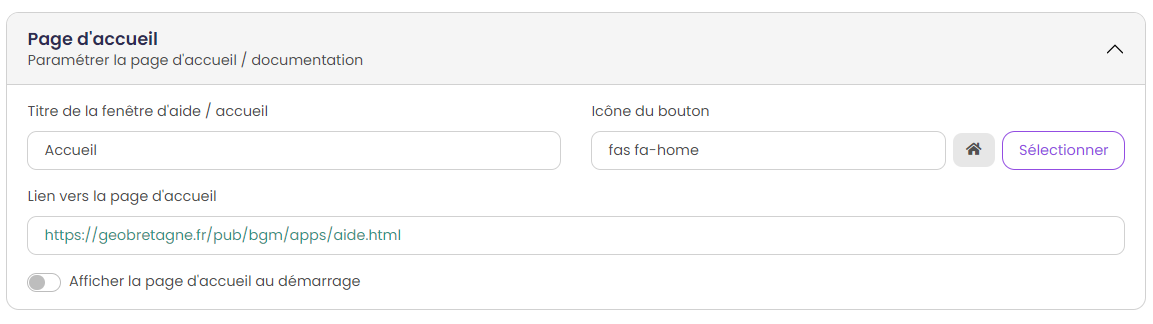 Page d'accueil
Paramétrer la page d'accueil / documentation
Titre de la fenêtre d'aide / accueil
Icône du bouton
Accueil
fas fa-home
Sélectionner
Lien vers la page d'accueil
https://geobretagne.fr/pub/bgm/apps/aide.html
Afficher la page d'accueil au démarrage